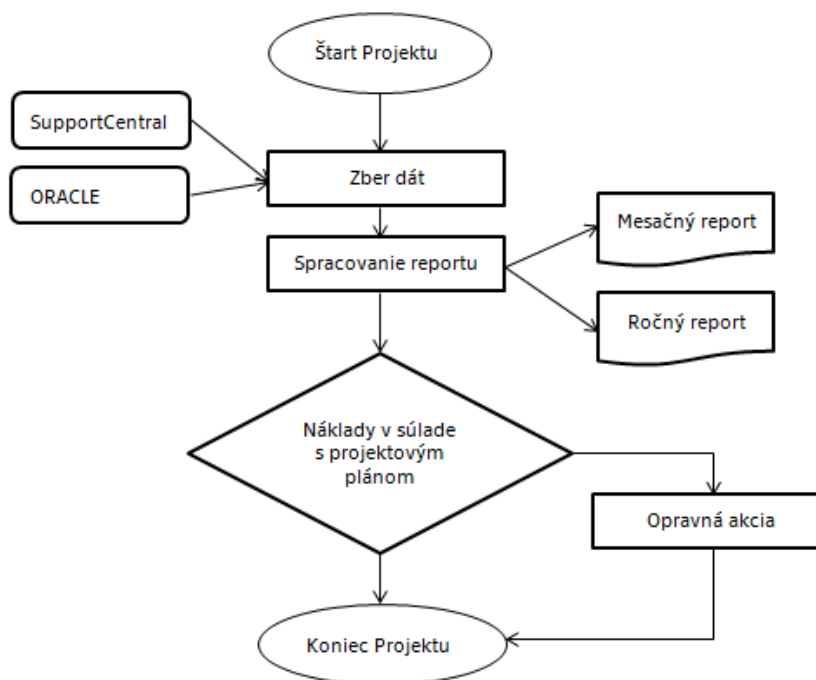 Štart Projektu
SupportCentral
ORACLE
Zber dát
Spracovanie reportu
Mesačný report
Ročný report
Náklady v súlade
s projektovým
plánom
Opravná akcia
Koniec Projektu